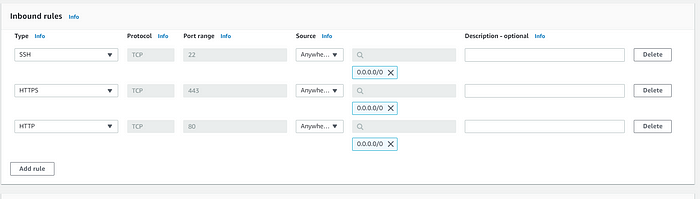 Inbound rules Info
Type Info Protocol Info Port range Info Source Info Description - optional Info
SSH TCP 22 Anywhe... Delete
0.0.0.0/0
HTTPS TCP 443 Anywhe... Delete
0.0.0.0/0
HTTP TCP 80 Anywhe... Delete
0.0.0.0/0
Add rule